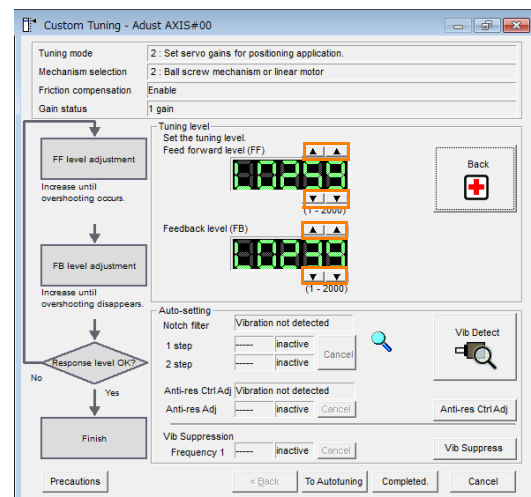 Custom Tuning - Adust AXIS#00
Tuning mode
2 : Set servo gains for positioning application.
Mechanism selection
2 : Ball screw mechanism or linear motor
Friction compensation
Enable
Gain status
1 gain
FF level adjustment
Increase until
overshooting occurs.
FB level adjustment
Increase until
overshooting disappears.
Response level OK?
No
Yes
Finish
Tuning level
Set the tuning level.
Feed forward level (FF)
(1 - 2000)
Feedback level (FB)
(1 - 2000)
Back
Auto-setting
Notch filter
Vibration not detected
1 step
-----
inactive
2 step
-----
inactive
Cancel
Vib Detect
Anti-res Ctrl Adj
Vibration not detected
Anti-res Adj
-----
inactive
Cancel
Anti-res Ctrl Adj
Vib Suppression
Frequency 1
-----
inactive
Cancel
Vib Suppress
Precautions
< Back
To Autotuning
Completed.
Cancel